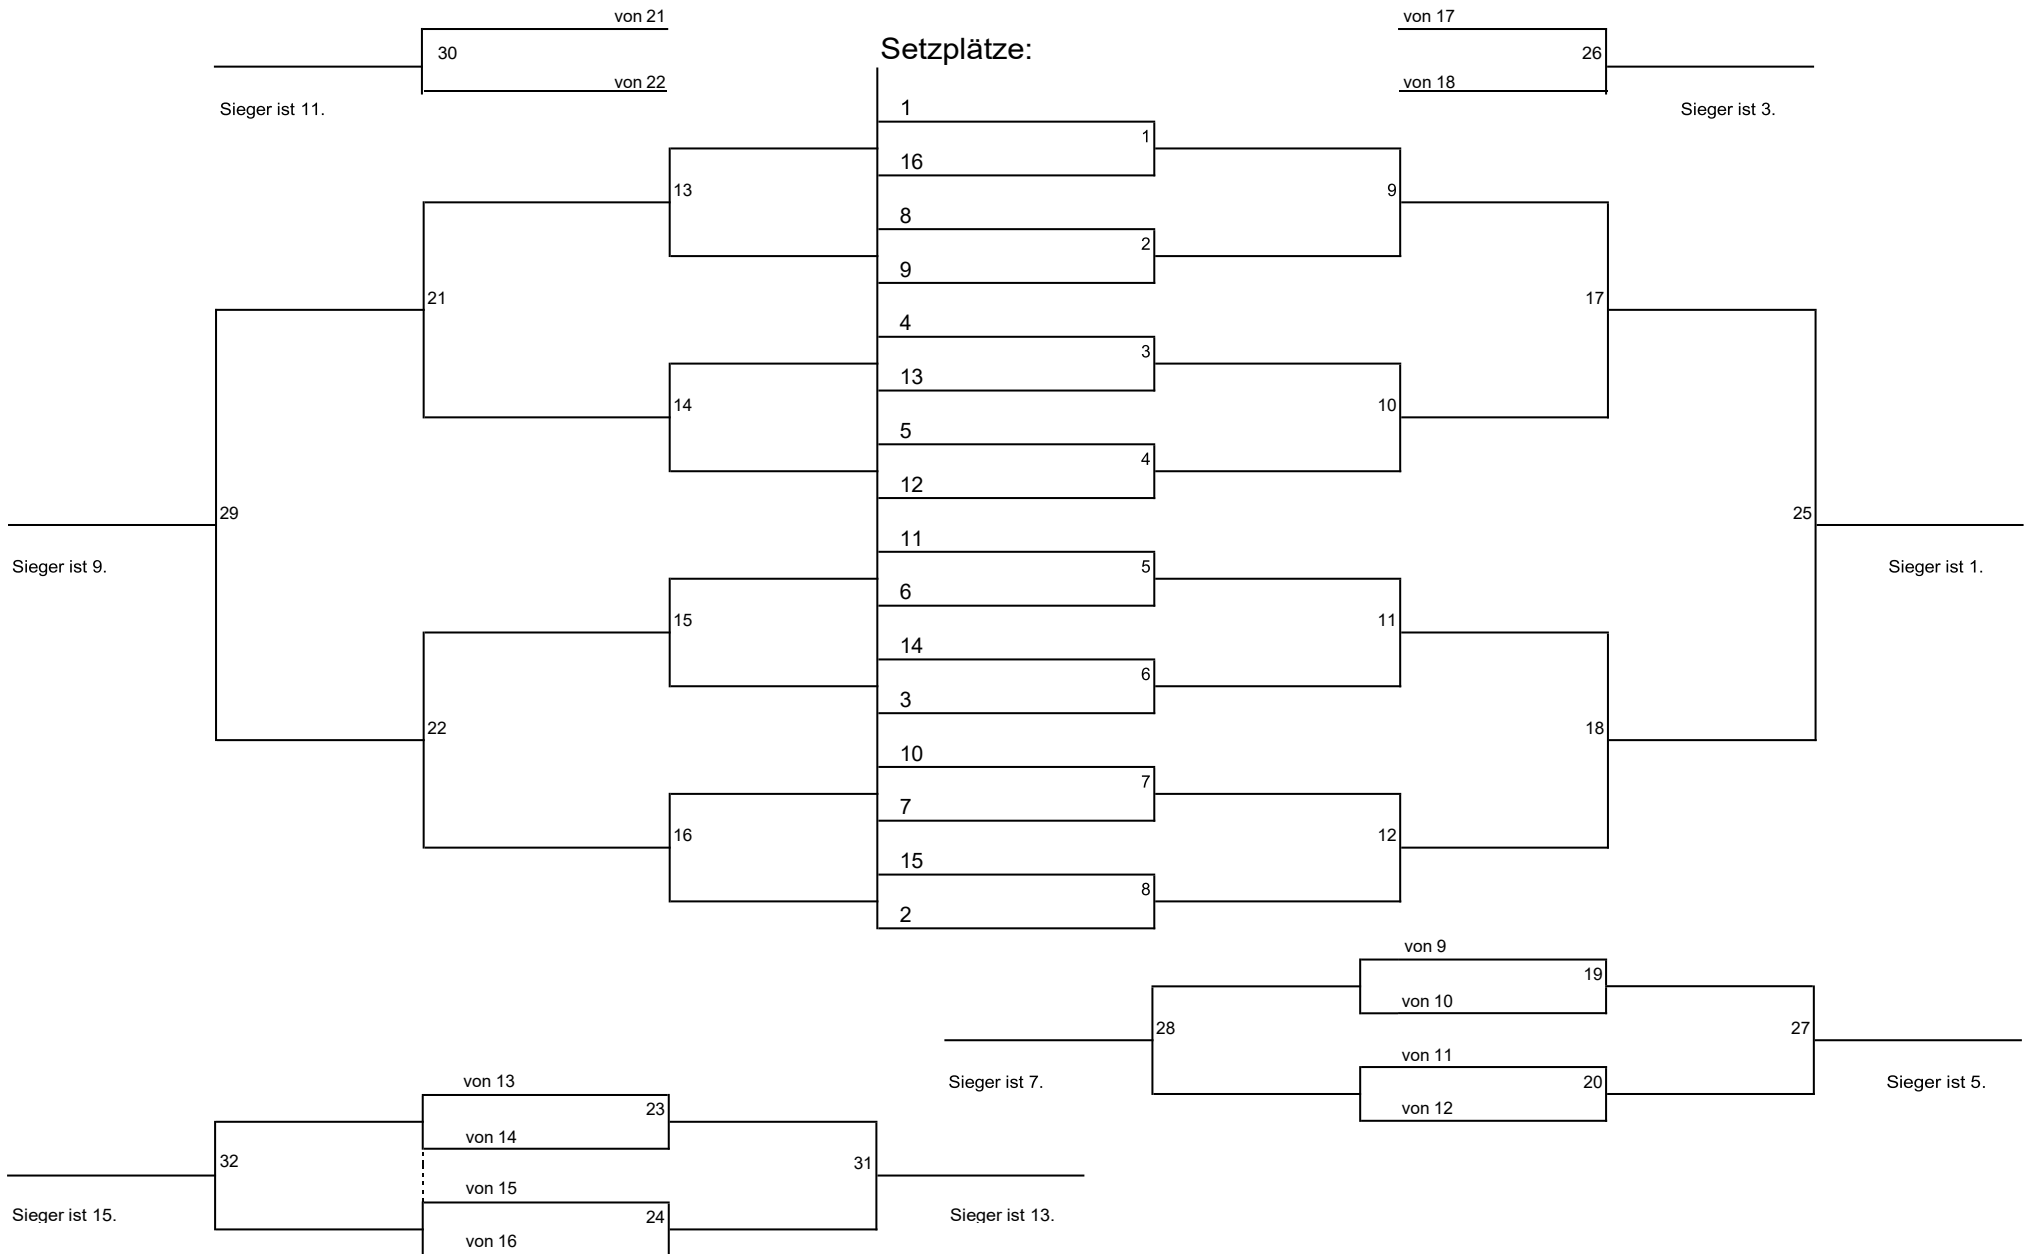 von 21
von 17
30
Setzplätze:
26
von 22
von 18
Sieger ist 11.
1
Sieger ist 3.
1
16
13
9
8
2
9
21
17
4
3
13
14
10
5
4
12
29
25
11
Sieger ist 9.
5
Sieger ist 1.
6
15
11
14
6
3
22
18
10
7
7
16
12
15
8
2
von 9
19
von 10
28
27
von 11
Sieger ist 7.
20
Sieger ist 5.
von 13
von 12
23
von 14
32
31
von 15
Sieger ist 15.
24
Sieger ist 13.
von 16